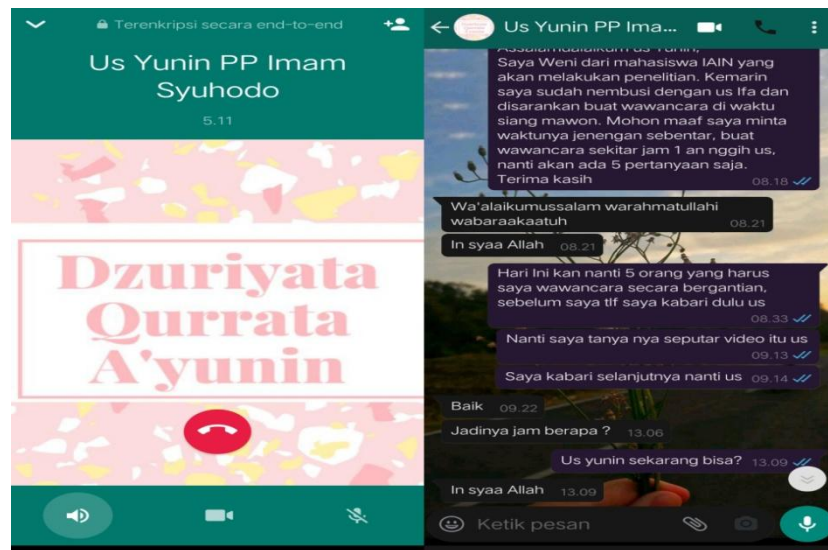 Terenkripsi secara end-to-end
Us Yunin PP Imam
Syuhodo
5.11
Dzuriyata
Qurrata
A'yunin
Us Yunin PP Ima...
Assalamualaikum us Yunin,
Saya Weni dari mahasiswa IAIN yang
akan melakukan penelitian. Kemarin
saya sudah nembusi dengan us Ifa dan
disarankan buat wawancara di waktu
siang mawon. Mohon maaf saya minta
waktunya jenengan sebentar, buat
wawancara sekitar jam 1 an nggih us,
nanti akan ada 5 pertanyaan saja.
Terima kasih
08.18
Wa'alaikumussalam warahmatullahi
wabaraakaatuh
08.21
In syaa Allah 08.21
Hari Ini kan nanti 5 orang yang harus
saya wawancara secara bergantian,
sebelum saya tlf saya kabari dulu us
08.33
Nanti saya tanya nya seputar video itu us
09.13
Saya kabari selanjutnya nanti us 09.14
Baik 09.22
Jadinya jam berapa ? 13.06
Us yunin sekarang bisa? 13.09
In syaa Allah 13.09
Ketik pesan